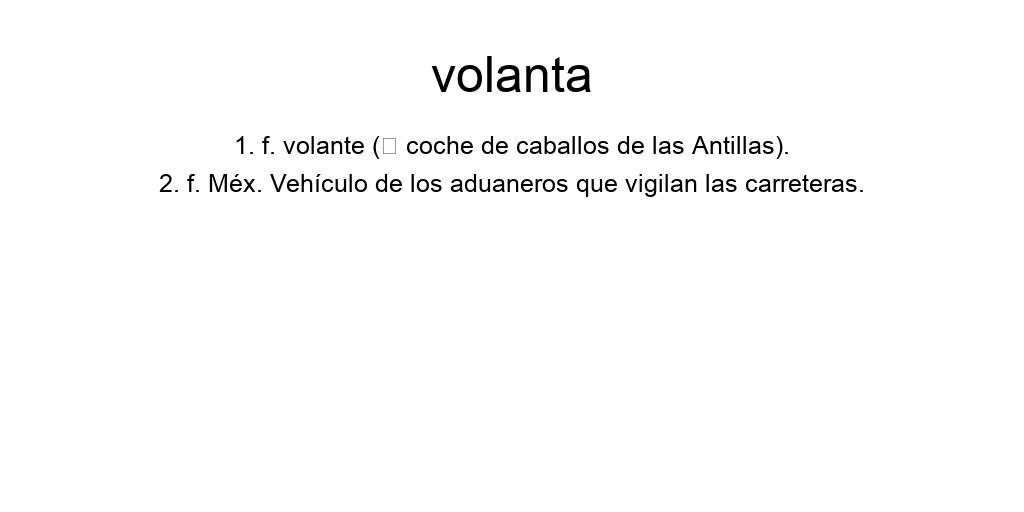 volanta
1. f. volante (□ coche de caballos de las Antillas).
2. f. Méx. Vehículo de los aduaneros que vigilan las carreteras.